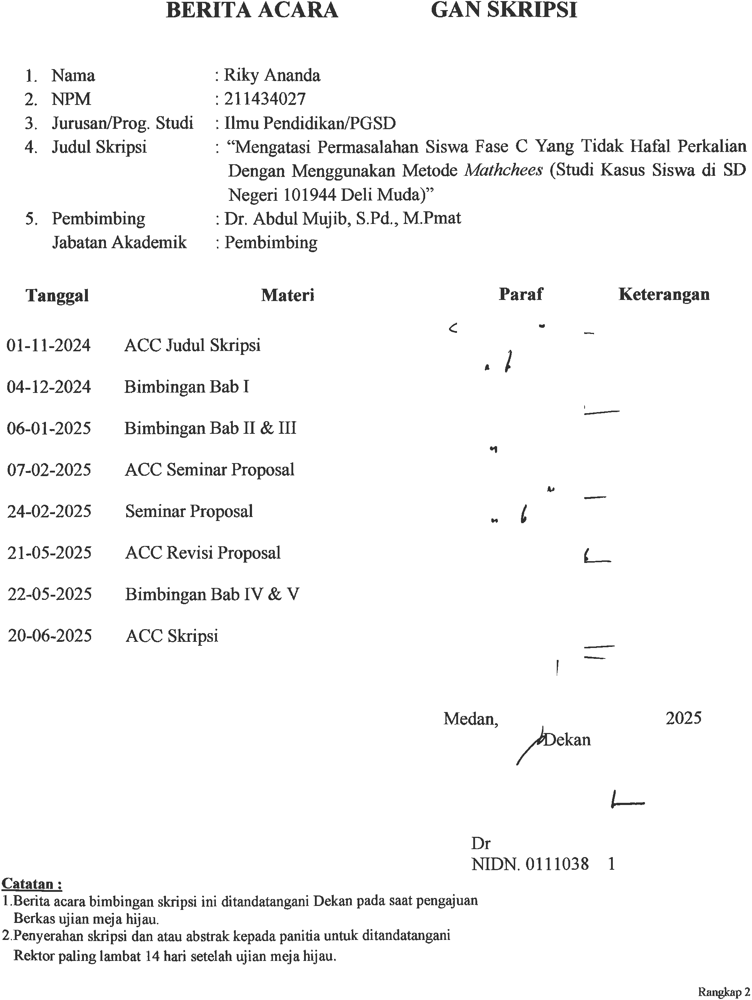 BERITA ACARA GAN SKRIPSI
1. Nama : Riky Ananda
2. NPM : 211434027
3. Jurusan/Prog. Studi : Ilmu Pendidikan/PGSD
4. Judul Skripsi : “Mengatasi Permasalahan Siswa Fase C Yang Tidak Hafal Perkalian
Dengan Menggunakan Metode Mathchees (Studi Kasus Siswa di SD
Negeri 101944 Deli Muda)”
5. Pembimbing : Dr. Abdul Mujib, S.Pd., M.Pmat
Jabatan Akademik : Pembimbing
Tanggal Materi Paraf Keterangan
01-11-2024 ACC Judul Skripsi
04-12-2024 Bimbingan Bab I
06-01-2025 Bimbingan Bab II & III
07-02-2025 ACC Seminar Proposal
24-02-2025 Seminar Proposal
21-05-2025 ACC Revisi Proposal
22-05-2025 Bimbingan Bab IV & V
20-06-2025 ACC Skripsi
Medan, 2025
Dekan
Dr
NIDN. 0111038 1
Catatan :
1.Berita acara bimbingan skripsi ini ditandatangani Dekan pada saat pengajuan
Berkas ujian meja hijau.
2.Penyerahan skripsi dan atau abstrak kepada panitia untuk ditandatangani
Rektor paling lambat 14 hari setelah ujian meja hijau.
Rangkap 2